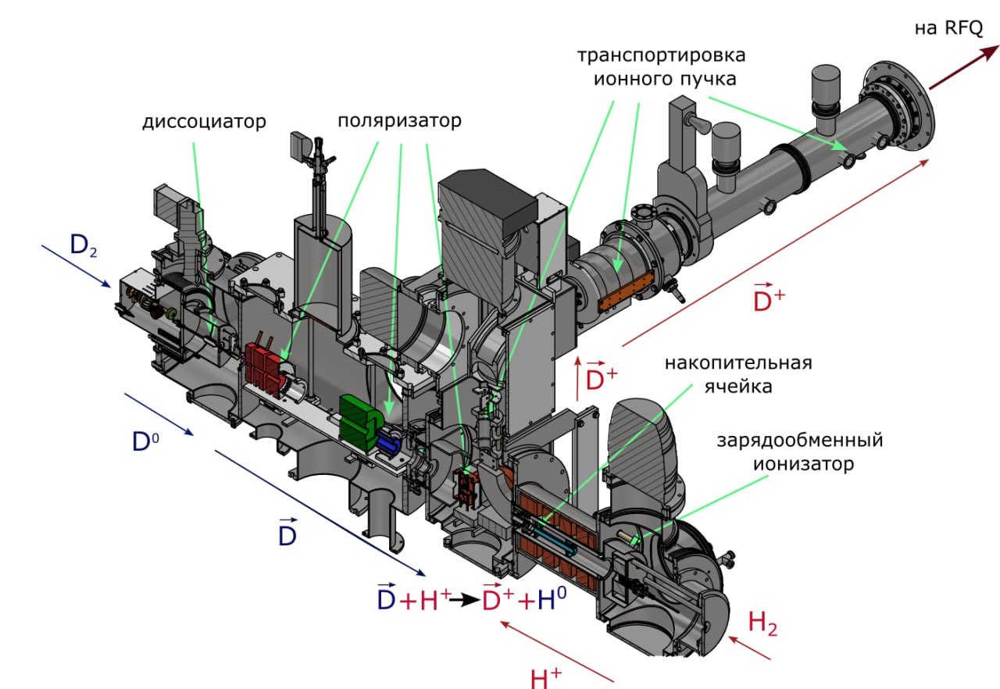 на RFQ
транспортировка
ионного пучка
диссоциатор
поляризатор
D₂
D⃗⁺
D⃗⁺
накопительная
ячейка
D⁰
зарядообменный
ионизатор
D⃗
D⃗+H⁺→D⃗⁺+H⁰
H₂
H⁺